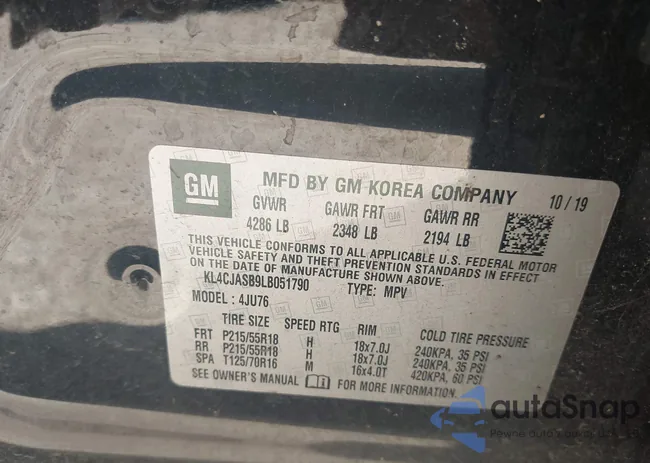 GM
MFD BY GM KOREA COMPANY 10/19
GVWR GAWR FRT GAWR RR
4286 LB 2348 LB 2194 LB
THIS VEHICLE CONFORMS TO ALL APPLICABLE U.S. FEDERAL MOTOR
VEHICLE SAFETY AND THEFT PREVENTION STANDARDS IN EFFECT ON
THE DATE OF MANUFACTURE SHOWN ABOVE.
KL4CJASB9LB051790 TYPE: MPV
MODEL: 4JU76
TIRE SIZE SPEED RTG RIM COLD TIRE PRESSURE
FRT P215/55R18 H 18x7.0J 240KPA, 35 PSI
RR P215/55R18 H 18x7.0J 240KPA, 35 PSI
SPA T125/70R16 M 16x4.0T 420KPA, 60 PSI
SEE OWNER'S MANUAL FOR MORE INFORMATION.
autoSnap
Pewne auto z